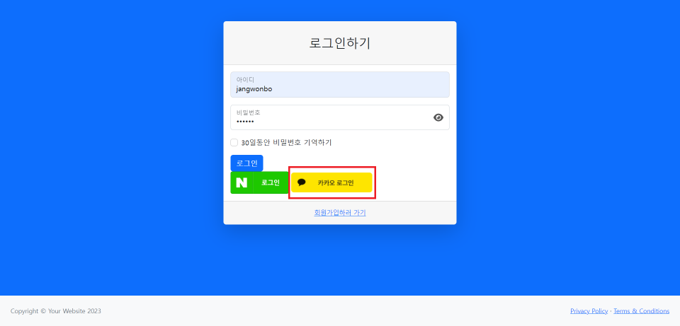 로그인하기
아이디
jangwonbo
비밀번호
••••••
30일동안 비밀번호 기억하기
로그인
N 로그인 카카오 로그인
회원가입하러 가기
Copyright © Your Website 2023 Privacy Policy · Terms & Conditions